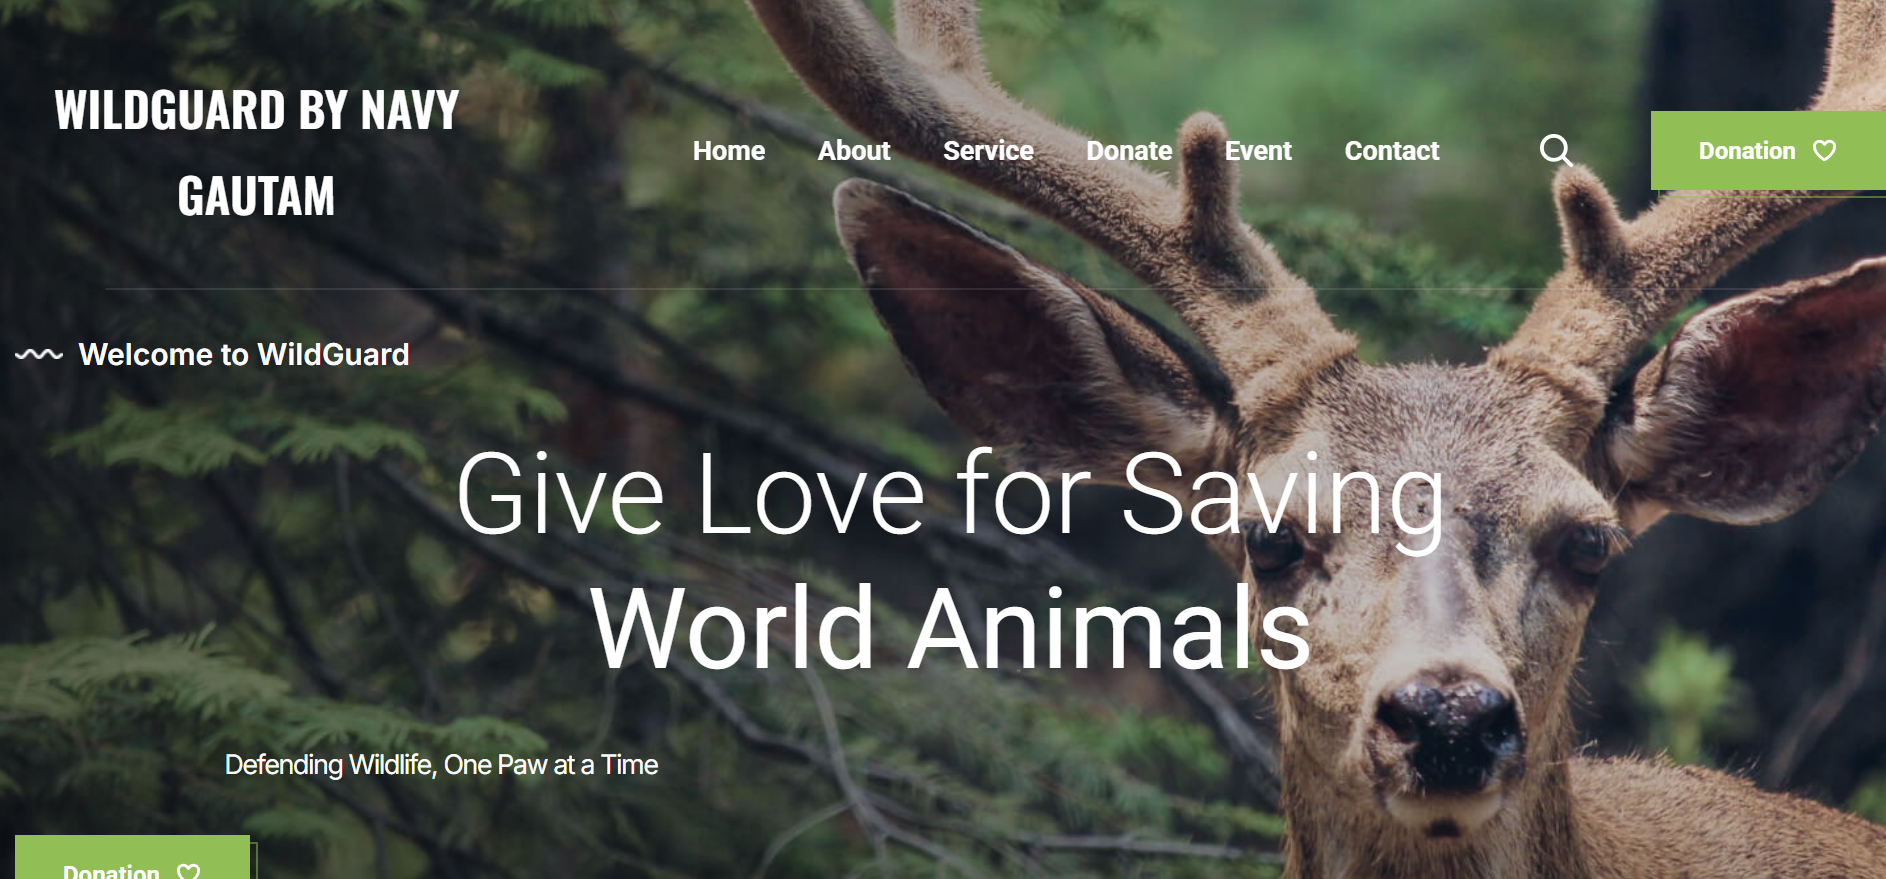 WILDGUARD BY NAVY
GAUTAM
Home About Service Donate Event Contact
Donation
Welcome to WildGuard
Give Love for Saving
World Animals
Defending Wildlife, One Paw at a Time
Donation